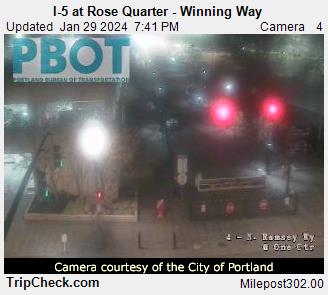 I-5 at Rose Quarter - Winning Way
Updated Jan 29 2024 7:41 PM Camera 4
PBOT
PORTLAND BUREAU OF TRANSPORTATION
4 - N. Ramsey Wy
@ One Ctr
Camera courtesy of the City of Portland
TripCheck.com Milepost302.00